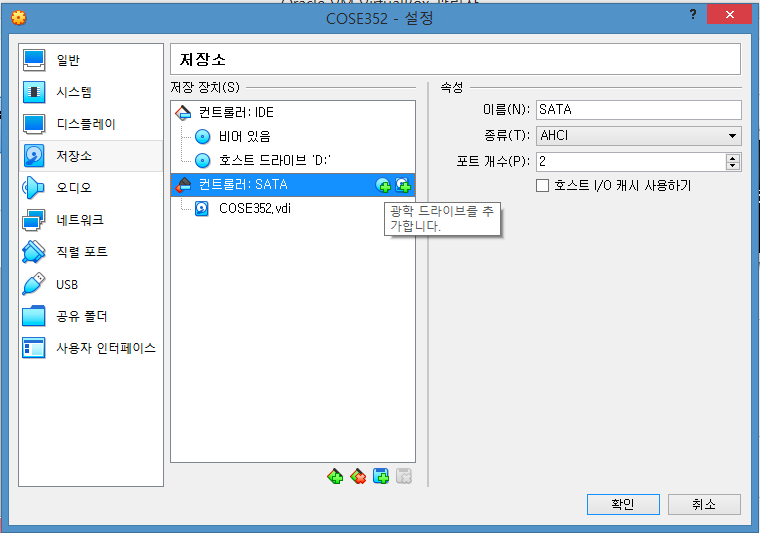 COSE352 - 설정
?
일반
시스템
디스플레이
저장소
오디오
네트워크
직렬 포트
USB
공유 폴더
사용자 인터페이스
저장소
저장 장치(S)
컨트롤러: IDE
비어 있음
호스트 드라이브 'D:'
컨트롤러: SATA
COSE352.vdi
광학 드라이브를 추
가합니다.
속성
이름(N): SATA
종류(T): AHCI
포트 개수(P): 2
호스트 I/O 캐시 사용하기
확인
취소